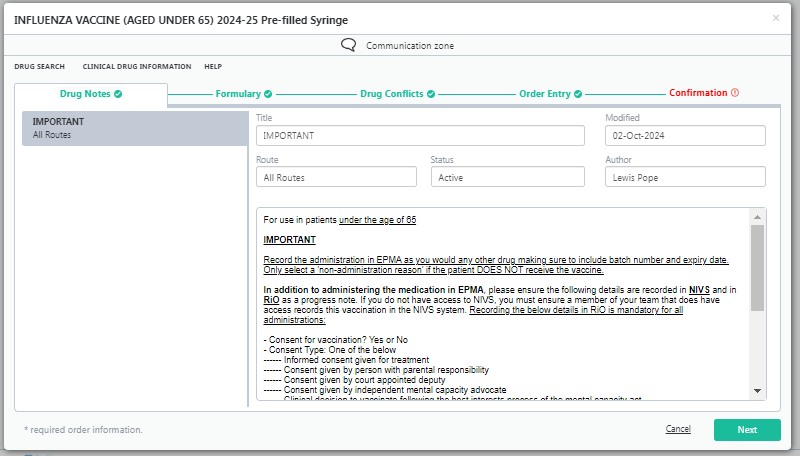 INFLUENZA VACCINE (AGED UNDER 65) 2024-25 Pre-filled Syringe
Communication zone
DRUG SEARCH CLINICAL DRUG INFORMATION HELP
Drug Notes Formulary Drug Conflicts Order Entry Confirmation
IMPORTANT
All Routes
Title Modified
IMPORTANT 02-Oct-2024
Route Status Author
All Routes Active Lewis Pope
For use in patients under the age of 65
IMPORTANT
Record the administration in EPMA as you would any other drug making sure to include batch number and expiry date.
Only select a 'non-administration reason' if the patient DOES NOT receive the vaccine.
In addition to administering the medication in EPMA, please ensure the following details are recorded in NIVS and in
RiO as a progress note. If you do not have access to NIVS, you must ensure a member of your team that does have
access records this vaccination in the NIVS system. Recording the below details in RiO is mandatory for all
administrations:
- Consent for vaccination? Yes or No
- Consent Type: One of the below
------ Informed consent given for treatment
------ Consent given by person with parental responsibility
------ Consent given by court appointed deputy
------ Consent given by independent mental capacity advocate
------ Clinical decision to vaccinate following the best interests process of the mental capacity act
* required order information.
Cancel Next